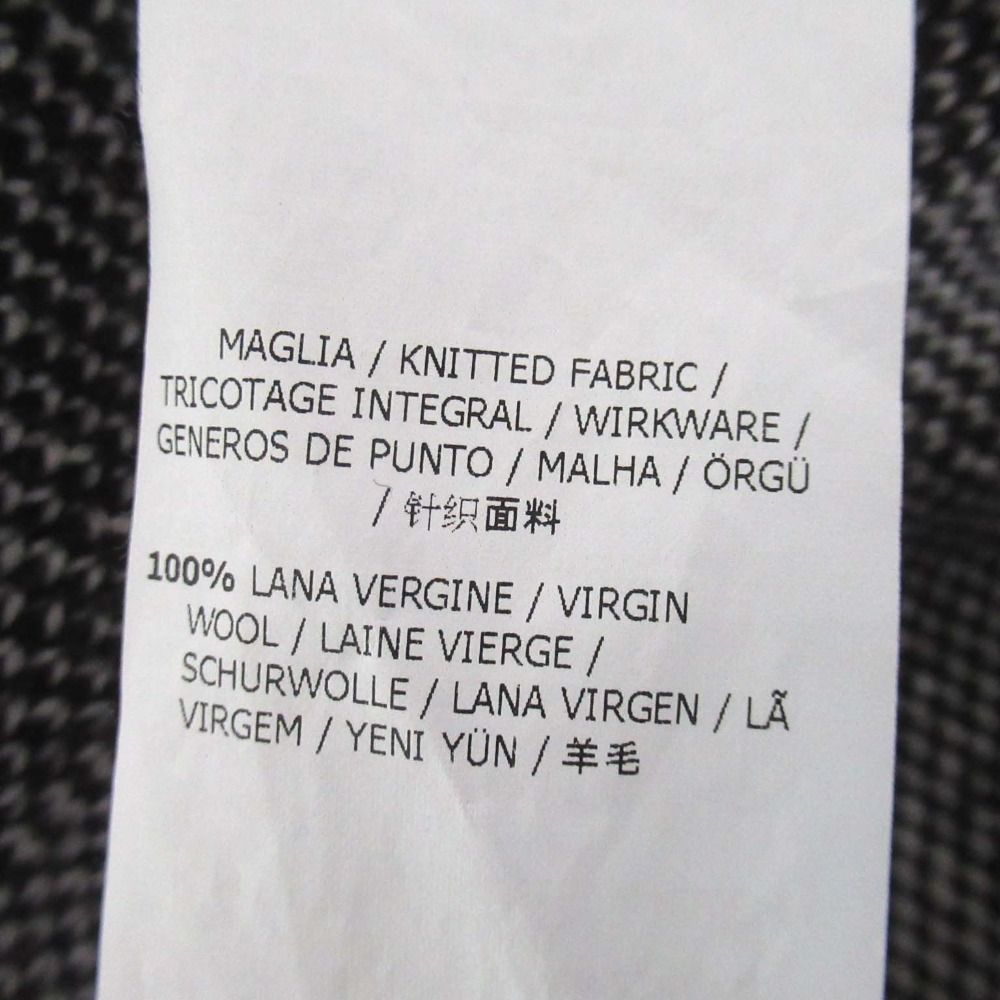 MAGLIA / KNITTED FABRIC /
TRICOTAGE INTEGRAL / WIRKWARE /
GENEROS DE PUNTO / MALHA / ÖRGÜ
/ 针织面料
100% LANA VERGINE / VIRGIN
WOOL / LAINE VIERGE /
SCHURWOLLE / LANA VIRGEN / LÃ
VIRGEM / YENI YÜN / 羊毛